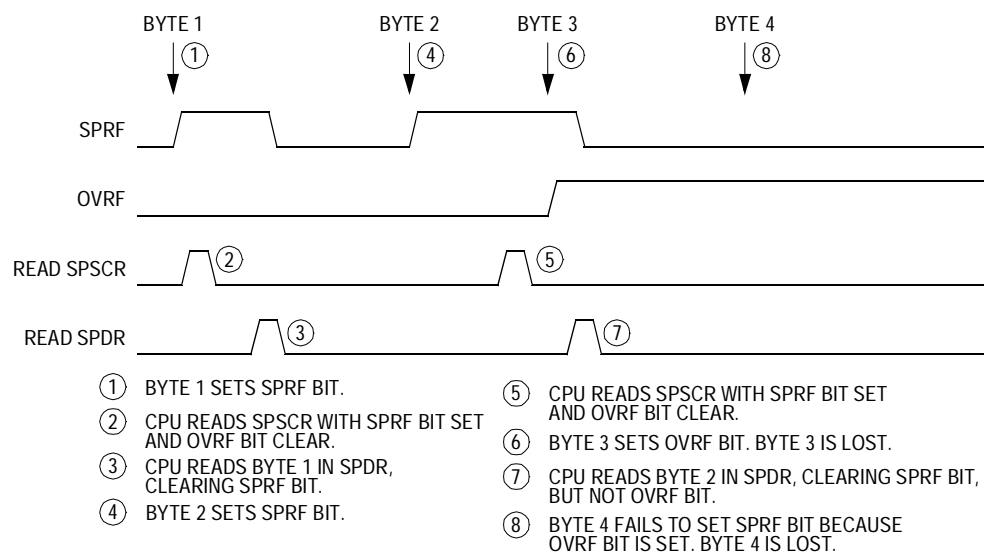 BYTE 1 BYTE 2 BYTE 3 BYTE 4
1 4 6 8
SPRF
OVRF
READ SPSCR 2 5
READ SPDR 3 7
1 BYTE 1 SETS SPRF BIT.
2 CPU READS SPSCR WITH SPRF BIT SET
AND OVRF BIT CLEAR.
3 CPU READS BYTE 1 IN SPDR,
CLEARING SPRF BIT.
4 BYTE 2 SETS SPRF BIT.
5 CPU READS SPSCR WITH SPRF BIT SET
AND OVRF BIT CLEAR.
6 BYTE 3 SETS OVRF BIT. BYTE 3 IS LOST.
7 CPU READS BYTE 2 IN SPDR, CLEARING SPRF BIT,
BUT NOT OVRF BIT.
8 BYTE 4 FAILS TO SET SPRF BIT BECAUSE
OVRF BIT IS SET. BYTE 4 IS LOST.